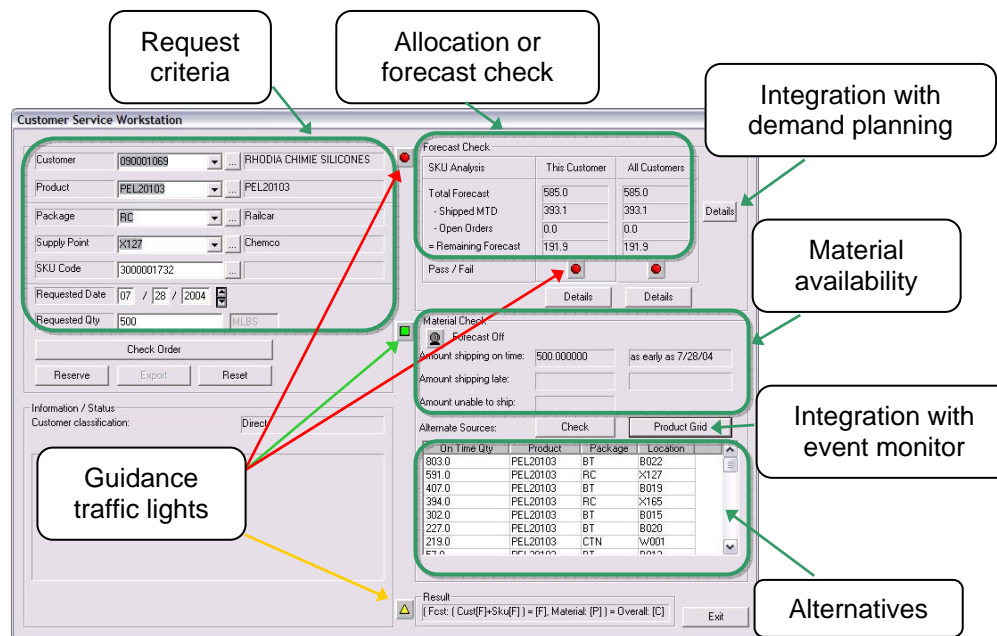 Request
criteria
Allocation or
forecast check
Integration with
demand planning
Customer Service Workstation
Customer 090001069 ... RHODIA CHIMIE SILICONES
Product PEL20103 ... PEL20103
Package RC ... Railcar
Supply Point X127 ... Chemco
SKU Code 3000001732 ...
Requested Date 07 / 28 / 2004
Requested Qty 500 MLBS
Check Order
Reserve Export Reset
Forecast Check
SKU Analysis This Customer All Customers
Total Forecast 585.0 585.0
- Shipped MTD 393.1 393.1
- Open Orders 0.0 0.0
= Remaining Forecast 191.9 191.9
Details
Pass / Fail
Details Details
Material
availability
Material Check
Forecast Off
Amount shipping on time: 500.000000 as early as 7/28/04
Amount shipping late:
Amount unable to ship:
Information / Status
Customer classification: Direct
Alternate Sources: Check Product Grid
Integration with
event monitor
On Time Qty Product Package Location
803.0 PEL20103 BT B022
591.0 PEL20103 RC X127
407.0 PEL20103 BT B019
394.0 PEL20103 RC X165
302.0 PEL20103 BT B015
227.0 PEL20103 BT B020
219.0 PEL20103 CTN W001
57.0 PEL20103 BT B012
Guidance
traffic lights
Alternatives
Result
( Fcst: ( Cust[F]+Sku[F] ) = [F], Material: [P] ) = Overall: [C]
Exit